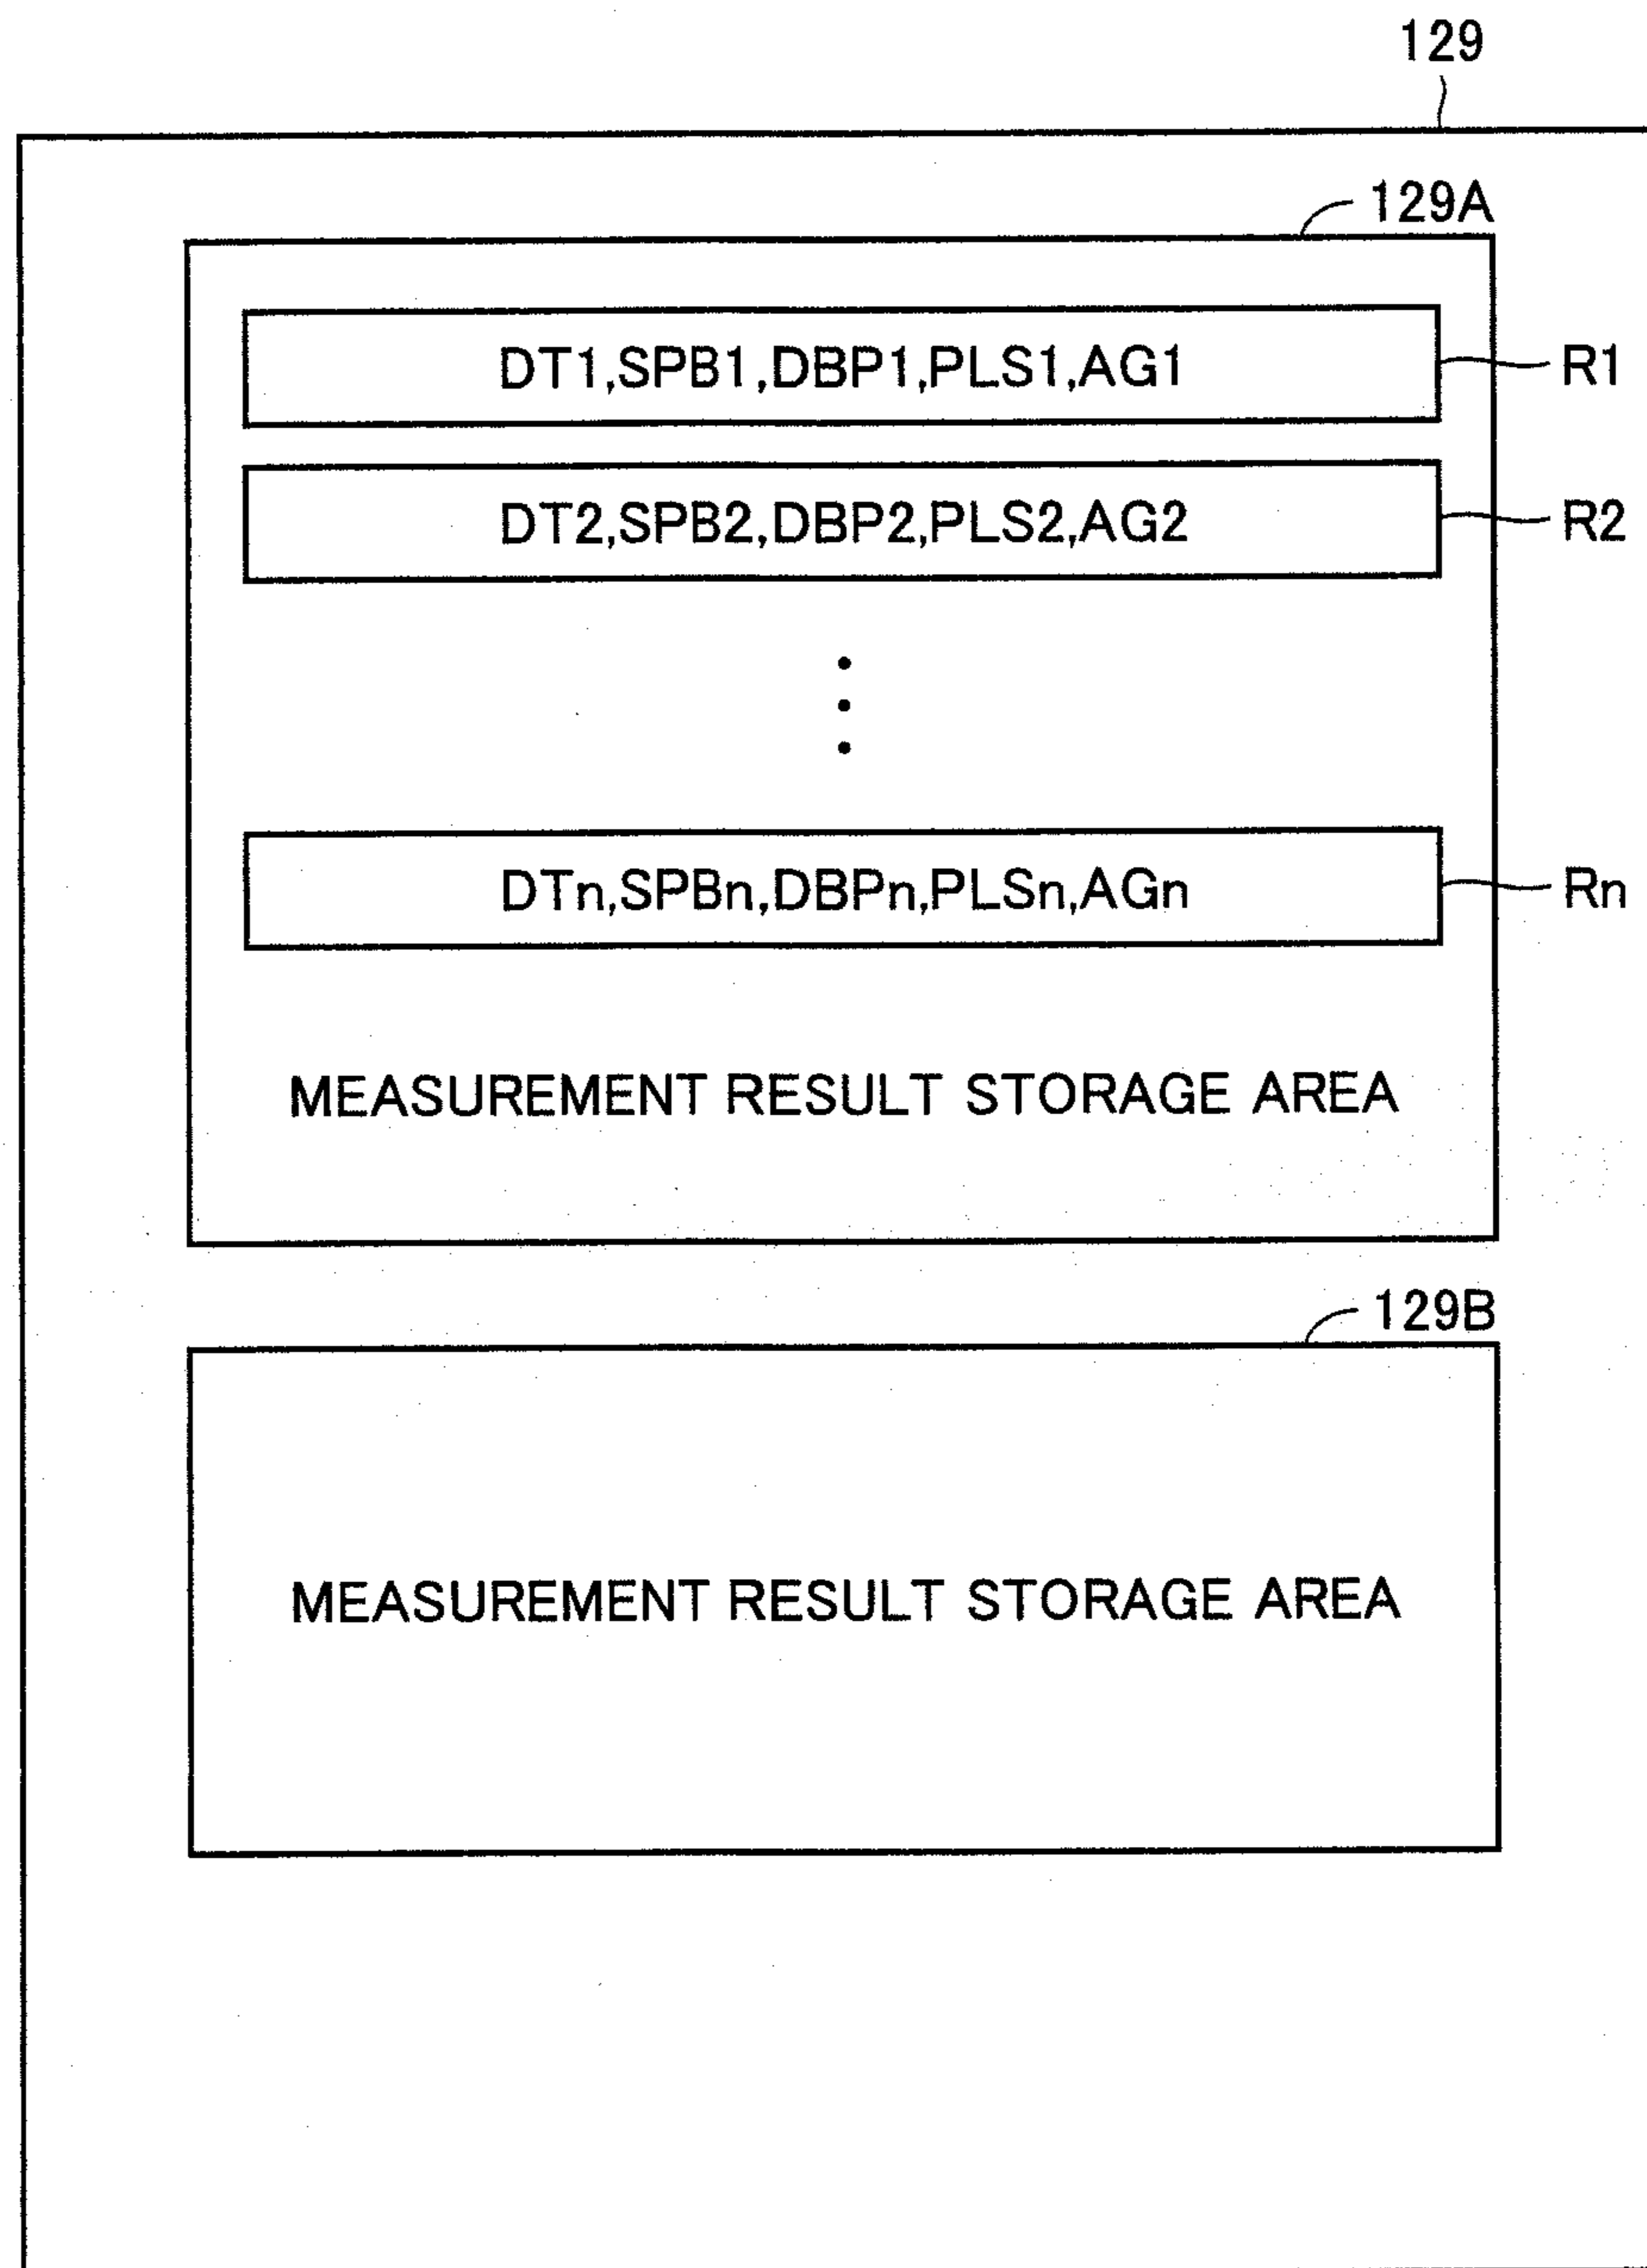 129
129A
DT1,SPB1,DBP1,PLS1,AG1
R1
DT2,SPB2,DBP2,PLS2,AG2
R2
DTn,SPBn,DBPn,PLSn,AGn
Rn
MEASUREMENT RESULT STORAGE AREA
129B
MEASUREMENT RESULT STORAGE AREA